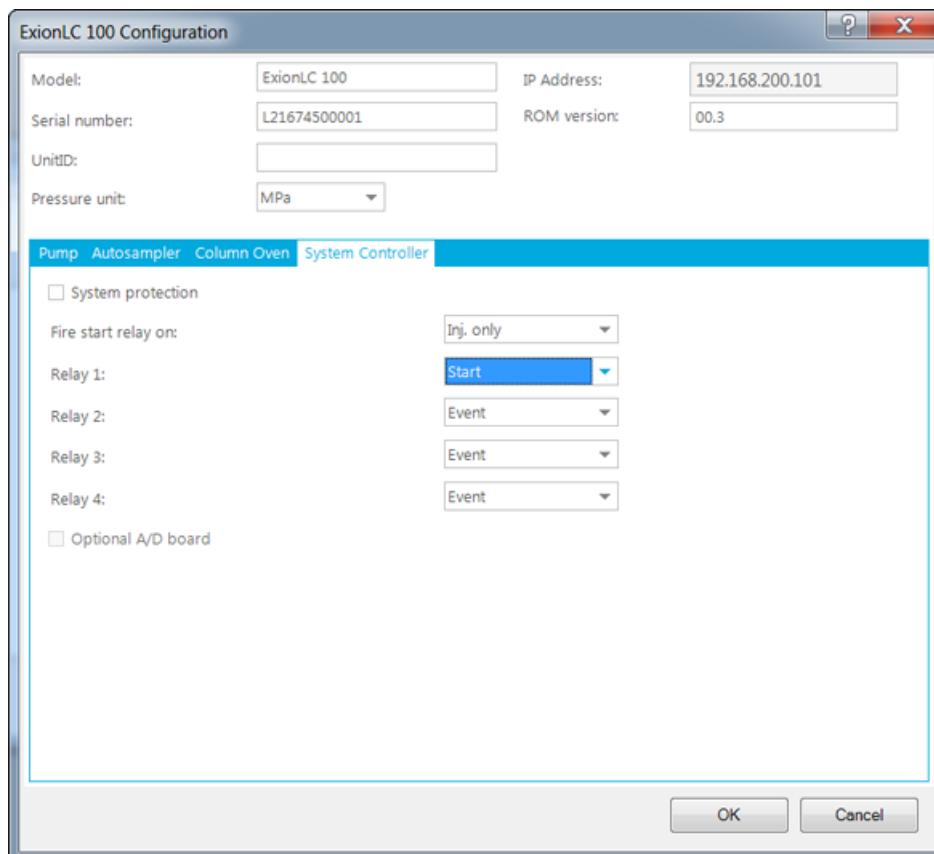 ExionLC 100 Configuration
?
X
Model: ExionLC 100 IP Address: 192.168.200.101
Serial number: L21674500001 ROM version: 00.3
UnitID:
Pressure unit: MPa
Pump Autosampler Column Oven System Controller
System protection
Fire start relay on: Inj. only
Relay 1: Start
Relay 2: Event
Relay 3: Event
Relay 4: Event
Optional A/D board
OK Cancel